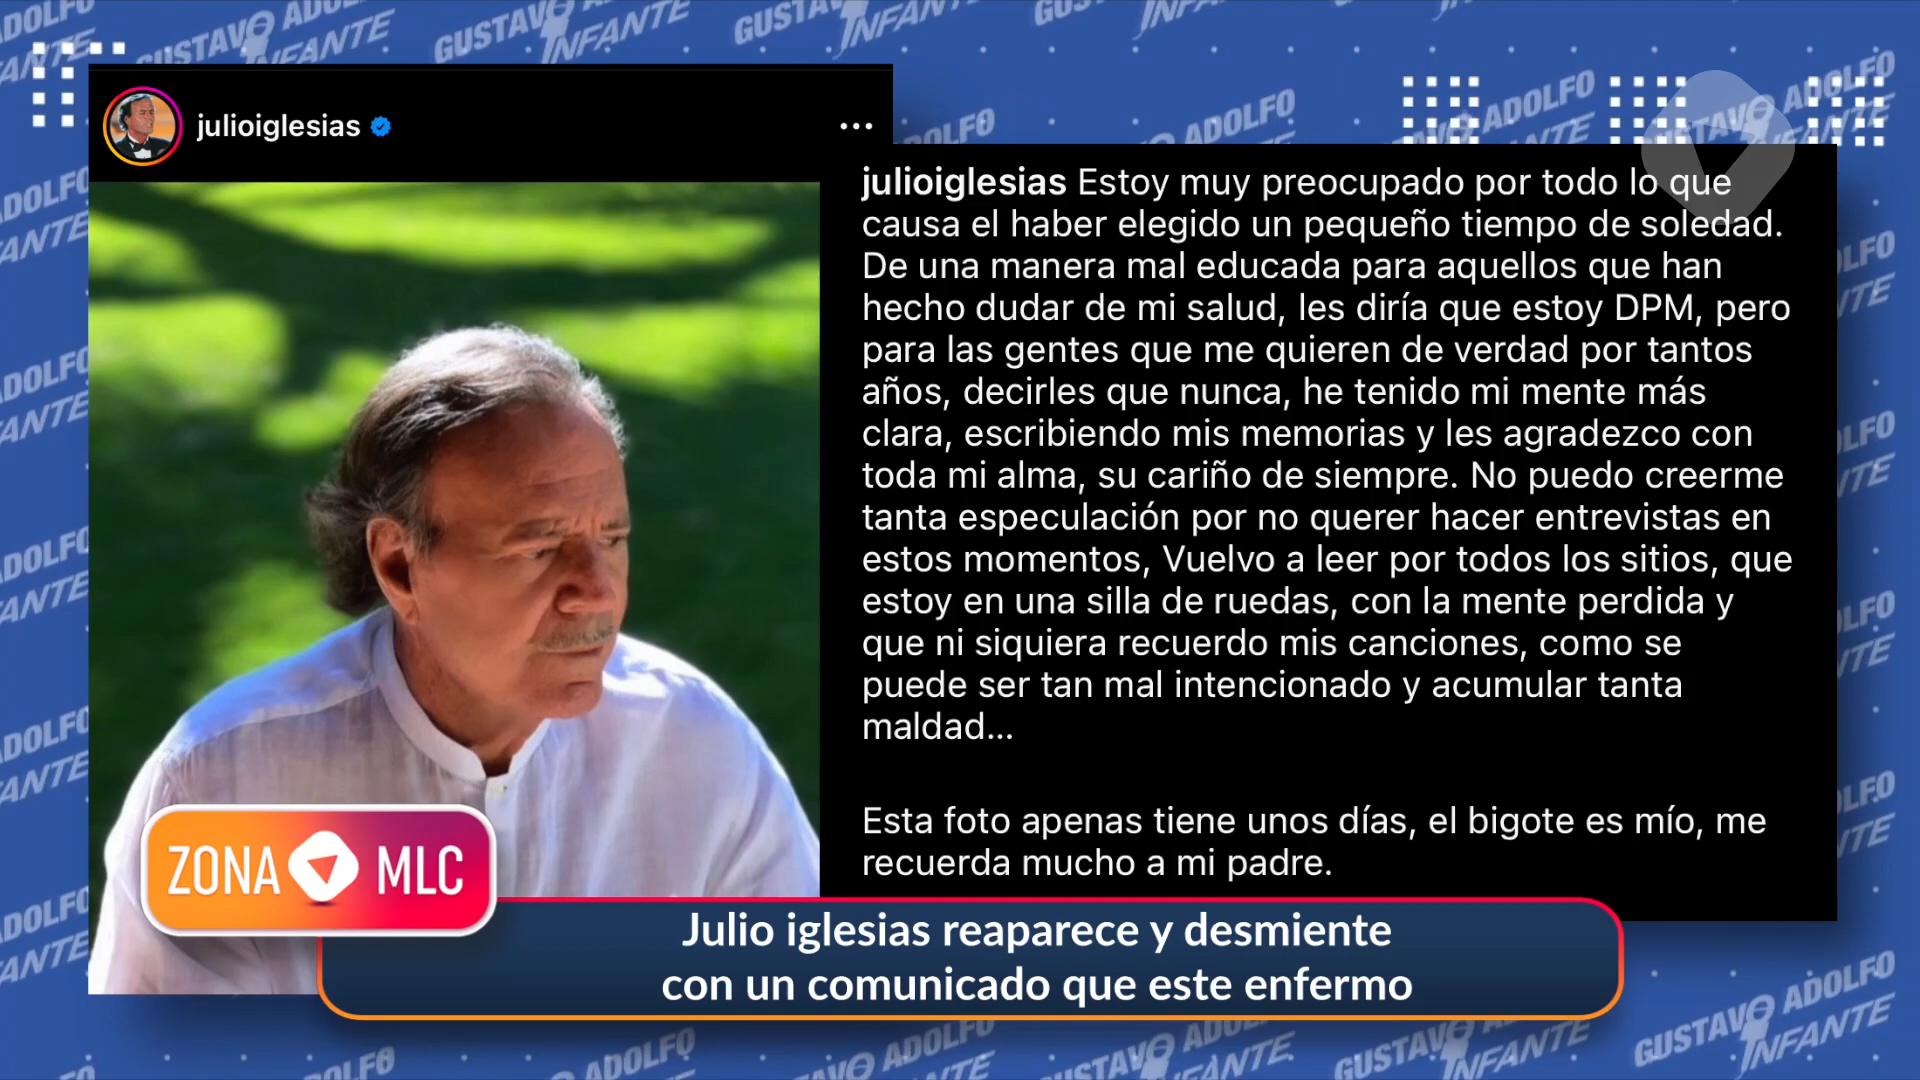 julioiglesias
julioiglesias Estoy muy preocupado por todo lo que
causa el haber elegido un pequeño tiempo de soledad.
De una manera mal educada para aquellos que han
hecho dudar de mi salud, les diría que estoy DPM, pero
para las gentes que me quieren de verdad por tantos
años, decirles que nunca, he tenido mi mente más
clara, escribiendo mis memorias y les agradezco con
toda mi alma, su cariño de siempre. No puedo creerme
tanta especulación por no querer hacer entrevistas en
estos momentos, Vuelvo a leer por todos los sitios, que
estoy en una silla de ruedas, con la mente perdida y
que ni siquiera recuerdo mis canciones, como se
puede ser tan mal intencionado y acumular tanta
maldad...
Esta foto apenas tiene unos días, el bigote es mío, me
recuerda mucho a mi padre.
ZONA MLC
Julio iglesias reaparece y desmiente
con un comunicado que este enfermo
GUSTAVO ADOLFO
INFANTE